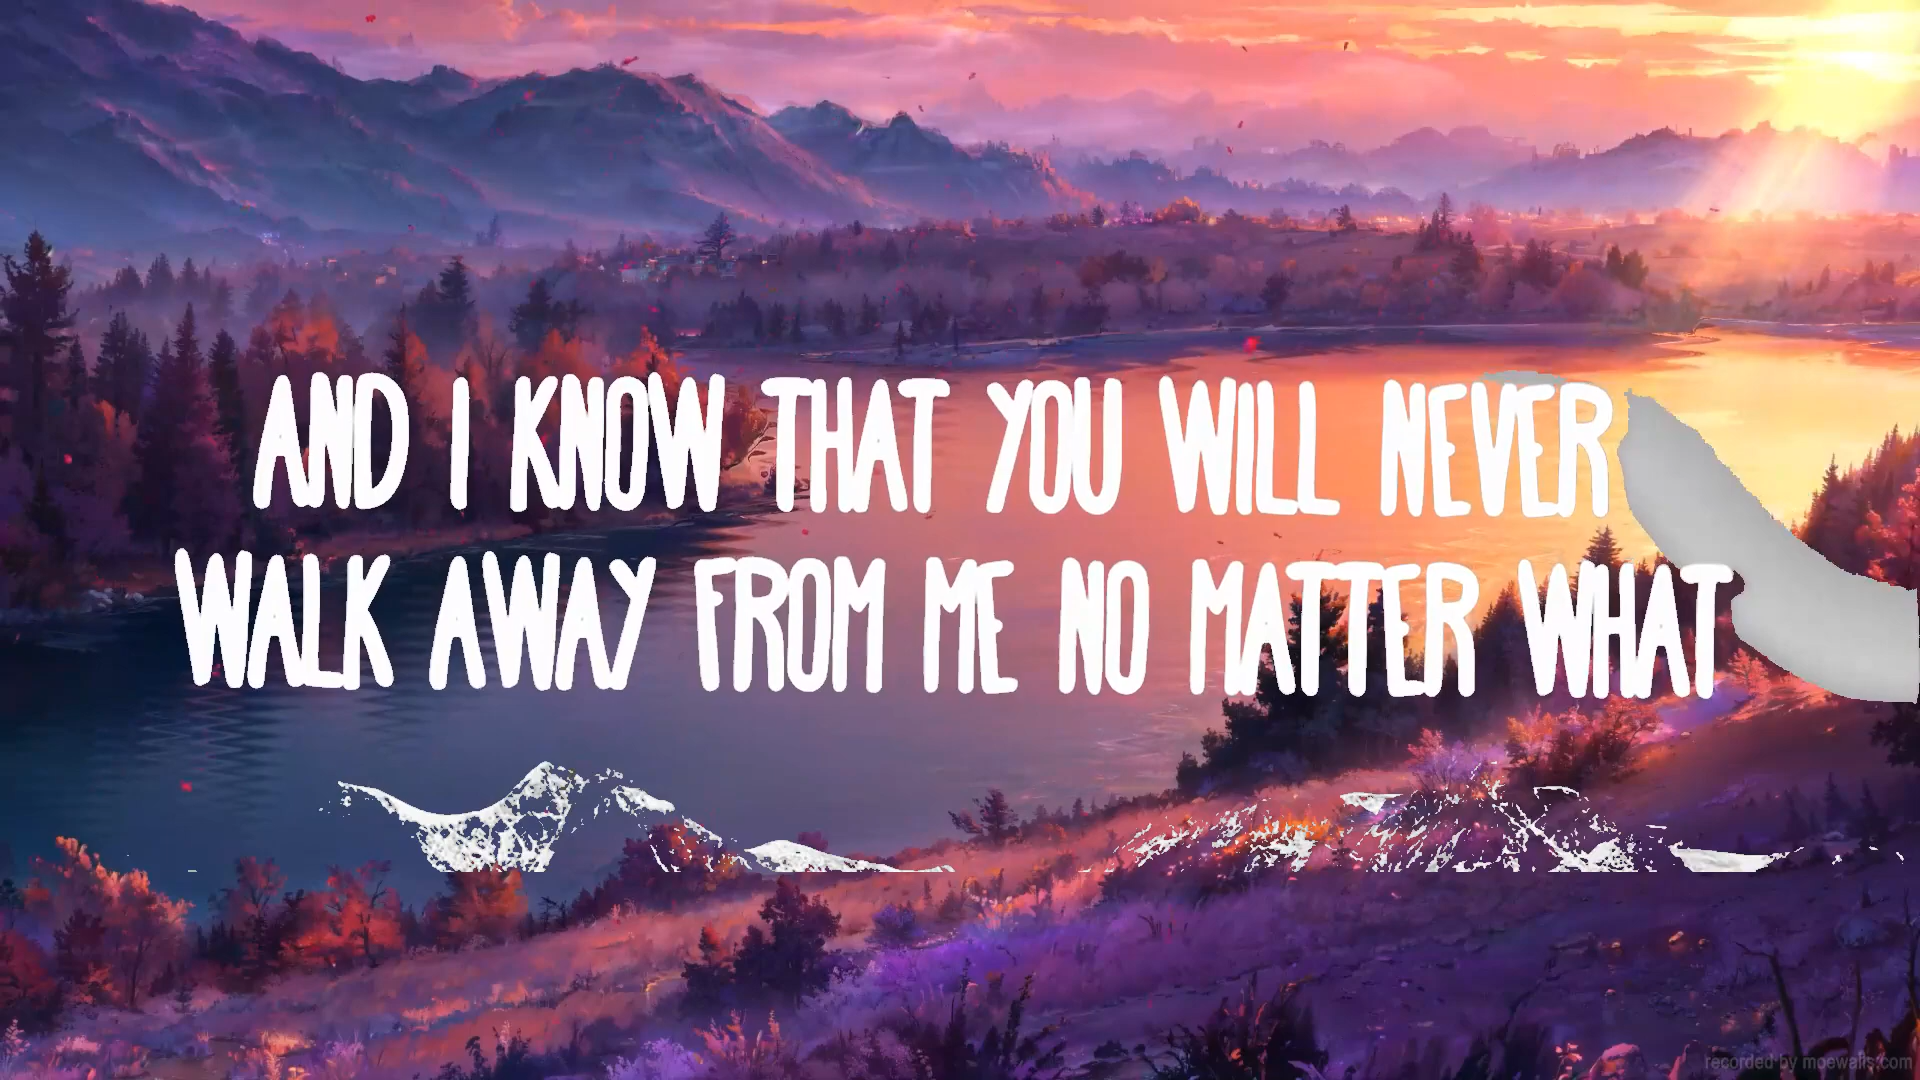 AND I KNOW THAT YOU WILL NEVER
WALK AWAY FROM ME NO MATTER WHAT
recorded by moewalls.com